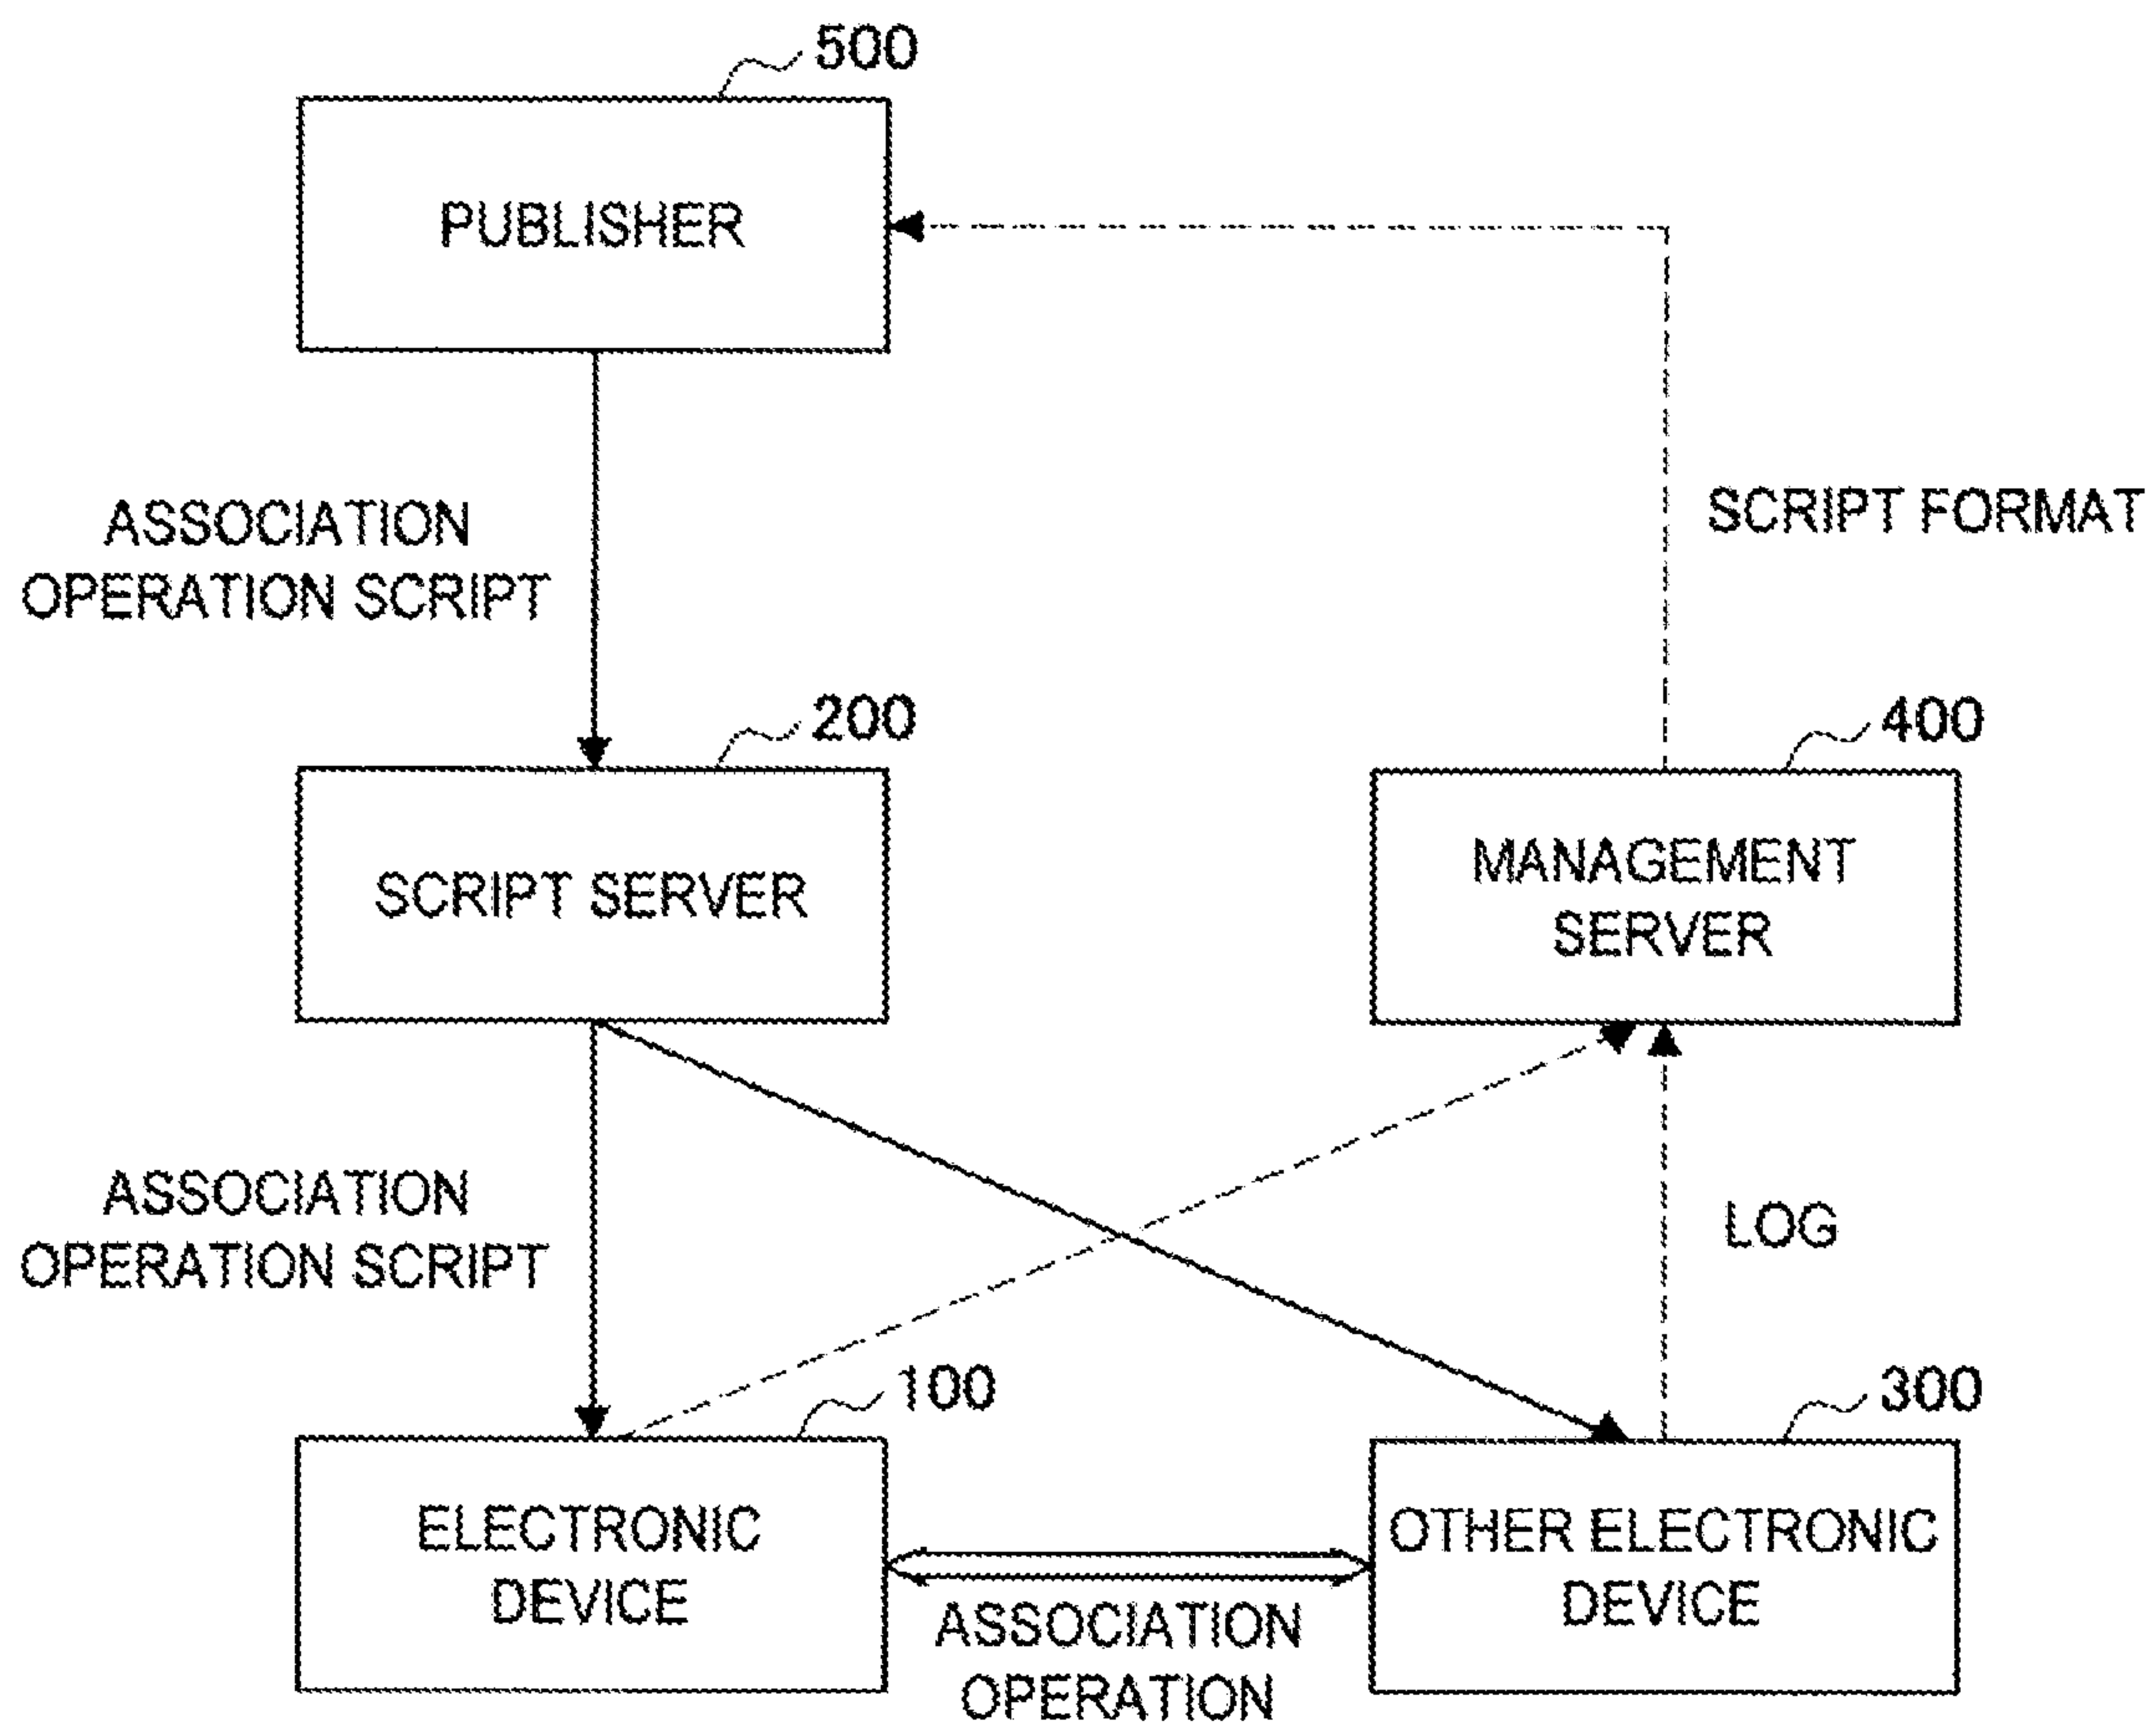 500
PUBLISHER
ASSOCIATION
OPERATION SCRIPT
SCRIPT FORMAT
200
SCRIPT SERVER
400
MANAGEMENT
SERVER
ASSOCIATION
OPERATION SCRIPT
LOG
100
ELECTRONIC
DEVICE
300
OTHER ELECTRONIC
DEVICE
ASSOCIATION
OPERATION